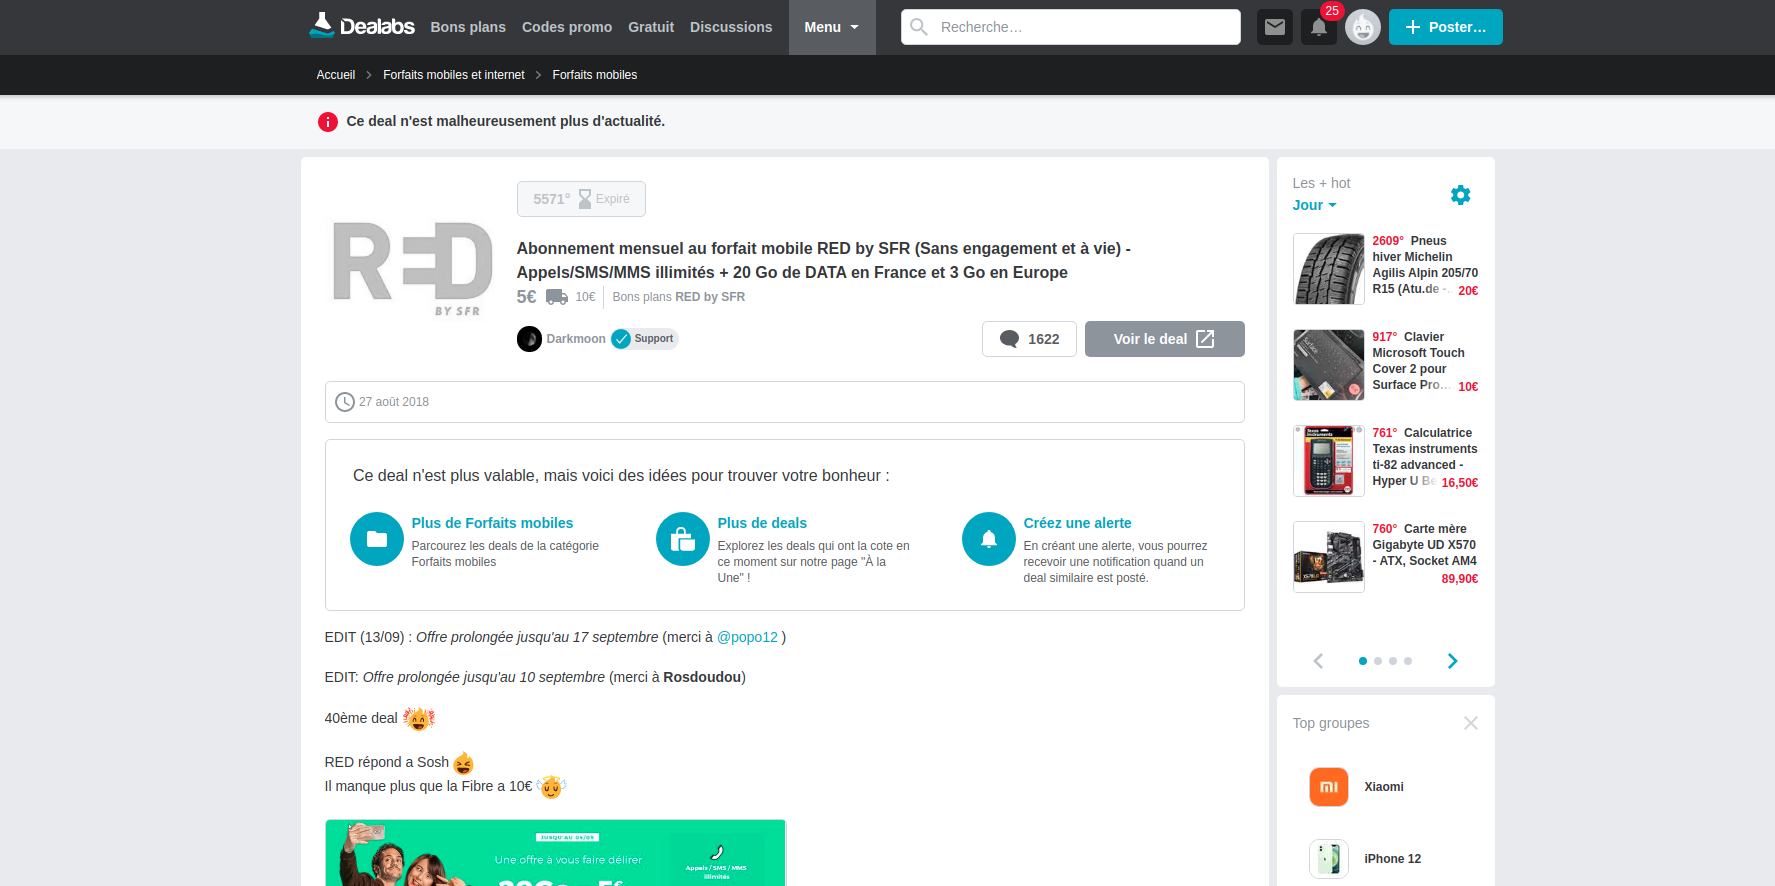 Dealabs Bons plans Codes promo Gratuit Discussions Menu Recherche... 25 Poster...
Accueil Forfaits mobiles et internet Forfaits mobiles
Ce deal n'est malheureusement plus d'actualité.
5571° Expiré
RED
BY SFR
Abonnement mensuel au forfait mobile RED by SFR (Sans engagement et à vie) -
Appels/SMS/MMS illimités + 20 Go de DATA en France et 3 Go en Europe
5€ 10€ Bons plans RED by SFR
Darkmoon Support
1622 Voir le deal
27 août 2018
Ce deal n'est plus valable, mais voici des idées pour trouver votre bonheur :
Plus de Forfaits mobiles
Parcourez les deals de la catégorie
Forfaits mobiles
Plus de deals
Explorez les deals qui ont la cote en
ce moment sur notre page "À la
Une" !
Créez une alerte
En créant une alerte, vous pourrez
recevoir une notification quand un
deal similaire est posté.
EDIT (13/09) : Offre prolongée jusqu'au 17 septembre (merci à @popo12 )
EDIT: Offre prolongée jusqu'au 10 septembre (merci à Rosdoudou)
40ème deal
RED répond a Sosh
Il manque plus que la Fibre a 10€
JUSQU'AU 04/09
Une offre à vous faire délirer
Appels / SMS / MMS
illimités
Les + hot
Jour
2609° Pneus
hiver Michelin
Agilis Alpin 205/70
R15 (Atu.de -... 20€
917° Clavier
Microsoft Touch
Cover 2 pour
Surface Pro... 10€
761° Calculatrice
Texas instruments
ti-82 advanced -
Hyper U Be 16,50€
760° Carte mère
Gigabyte UD X570
- ATX, Socket AM4
89,90€
Top groupes
Xiaomi
iPhone 12